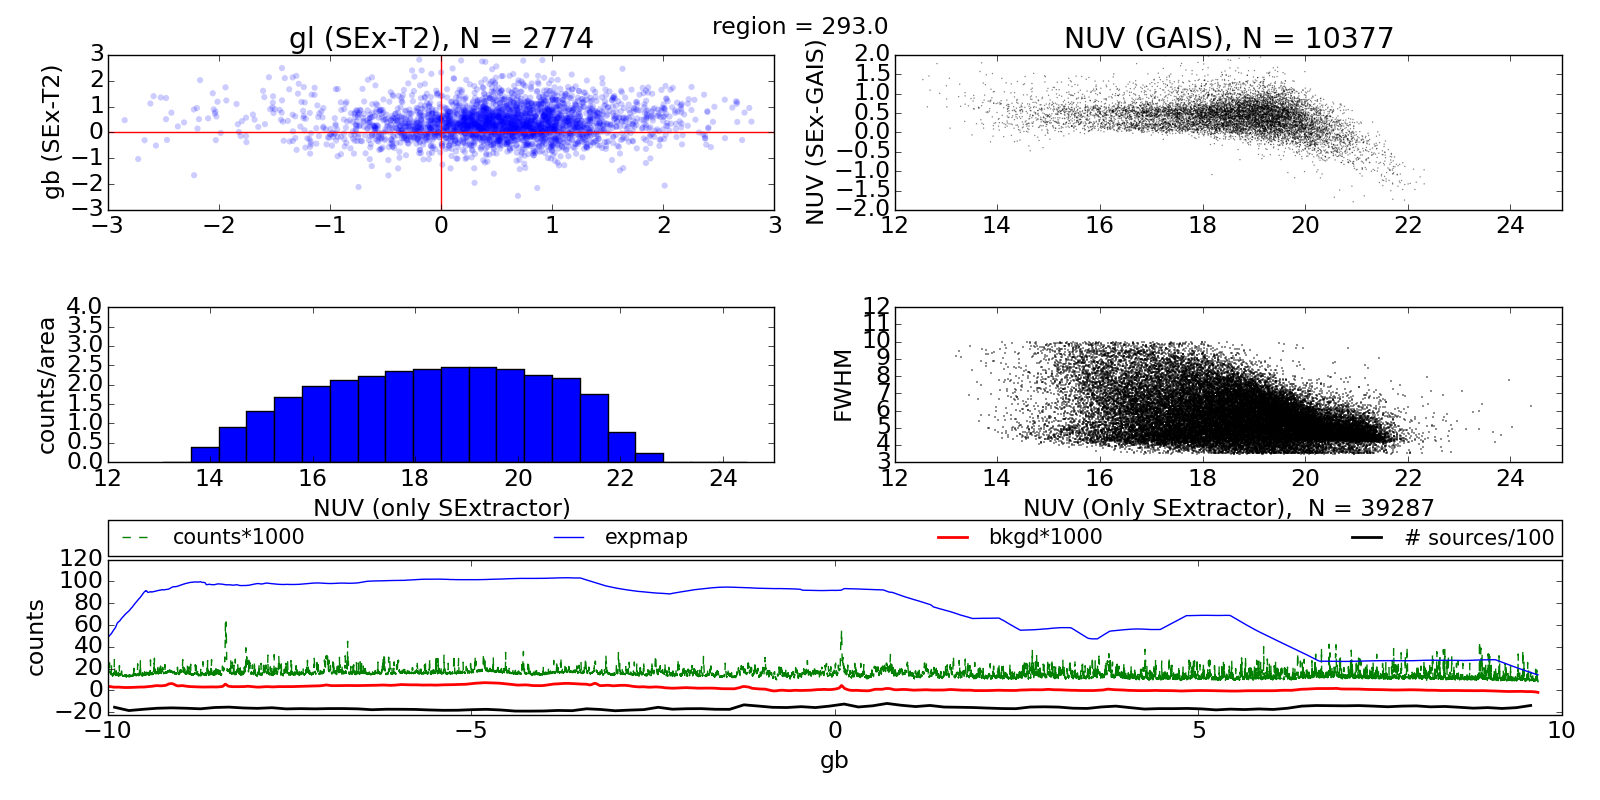 region = 293.0
gl (SEx-T2), N = 2774
NUV (GAIS), N = 10377
gb (SEx-T2)
3
2
1
0
−1
−2
−3
−3 −2 −1 0 1 2 3
NUV (SEx-GAIS)
2.0
1.5
1.0
0.5
0.0
−0.5
−1.0
−1.5
−2.0
12 14 16 18 20 22 24
counts/area
4.0
3.5
3.0
2.5
2.0
1.5
1.0
0.5
0.0
12 14 16 18 20 22 24
NUV (only SExtractor)
FWHM
12
11
10
9
8
7
6
5
4
3
12 14 16 18 20 22 24
NUV (Only SExtractor), N = 39287
counts*1000 expmap bkgd*1000 # sources/100
counts
120
100
80
60
40
20
0
−20
−10 −5 0 5 10
gb